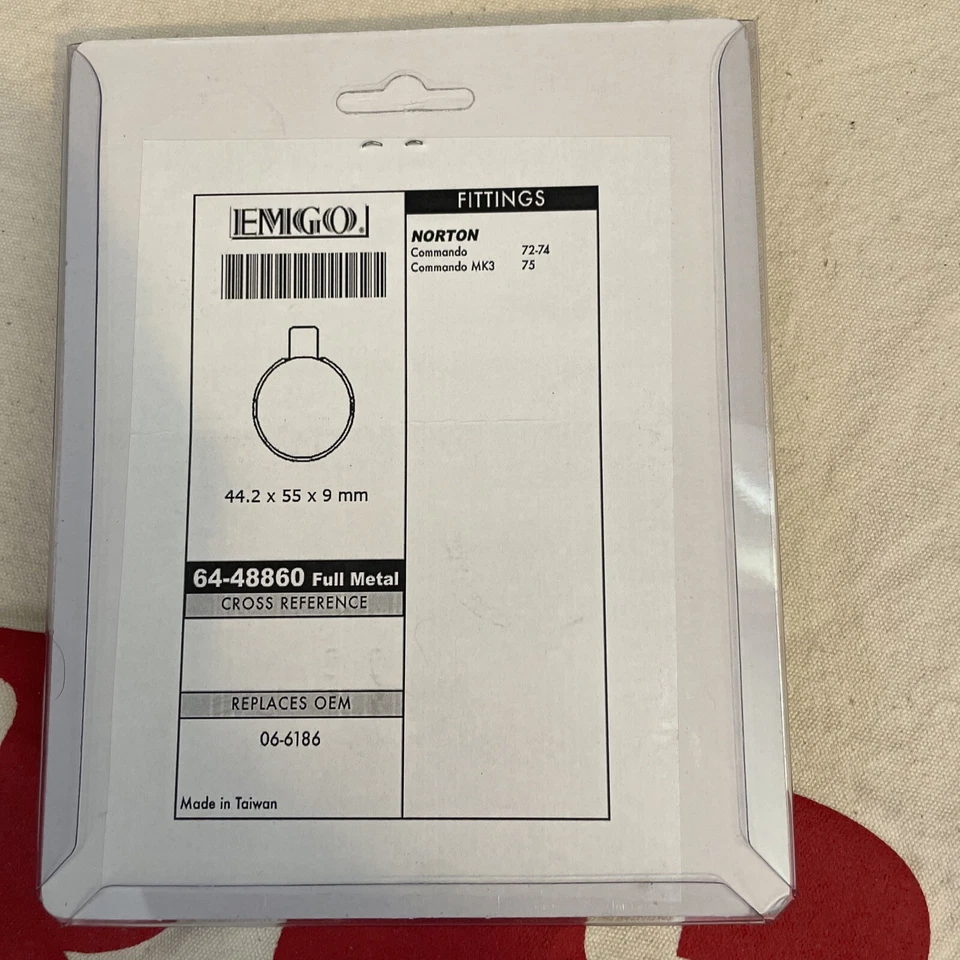 EMGO.
44.2 x 55 x 9 mm
64-48860 Full Metal
CROSS REFERENCE
REPLACES OEM
06-6186
Made in Taiwan
FITTINGS
NORTON
Commando 72-74
Commando MK3 75